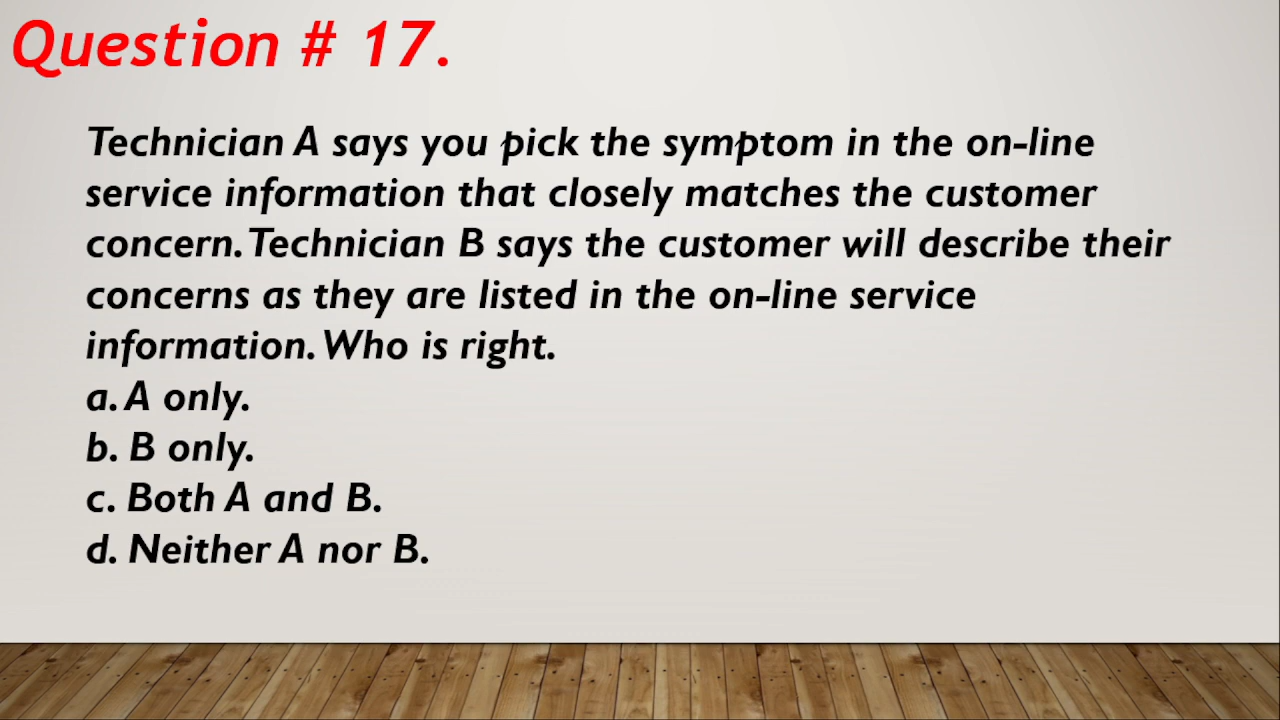 Question # 17.
Technician A says you pick the symptom in the on-line
service information that closely matches the customer
concern. Technician B says the customer will describe their
concerns as they are listed in the on-line service
information. Who is right.
a. A only.
b. B only.
c. Both A and B.
d. Neither A nor B.